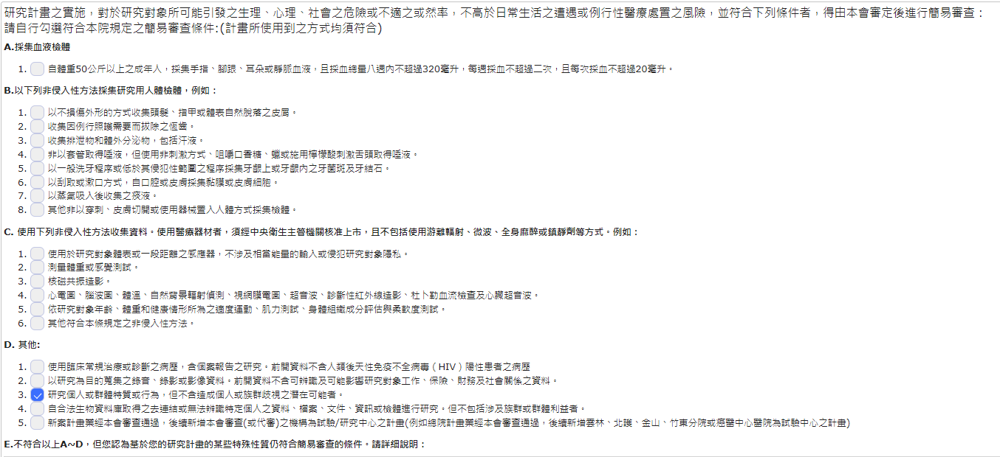 研究計畫之實施，對於研究對象所可能引發之生理、心理、社會之危險或不適之或然率，不高於日常生活之遭遇或例行性醫療處置之風險，並符合下列條件者，得由本會審定後進行簡易審查：
請自行勾選符合本院規定之簡易審查條件:(計畫所使用到之方式均須符合)
A.採集血液檢體
1. 自體重50公斤以上之成年人，採集手指、腳跟、耳朵或靜脈血液，且採血總量八週內不超過320毫升，每週採血不超過二次，且每次採血不超過20毫升。
B.以下列非侵入性方法採集研究用人體檢體，例如：
1. 以不損傷外形的方式收集頭髮、指甲或體表自然脫落之皮屑。
2. 收集因例行照護需要而拔除之恆齒。
3. 收集排泄物和體外分泌物，包括汗液。
4. 非以套管取得唾液，但使用非刺激方式、咀嚼口香糖、蠟或施用檸檬酸刺激舌頭取得唾液。
5. 以一般洗牙程序或低於其侵犯性範圍之程序採集牙齦上或牙齦內之牙菌斑及牙結石。
6. 以刮取或漱口方式，自口腔或皮膚採集黏膜或皮膚細胞。
7. 以蒸氣吸入後收集之痰液。
8. 其他非以穿刺、皮膚切開或使用器械置入人體方式採集檢體。
C. 使用下列非侵入性方法收集資料。使用醫療器材者，須經中央衛生主管機關核准上市，且不包括使用游離輻射、微波、全身麻醉或鎮靜劑等方式。例如：
1. 使用於研究對象體表或一段距離之感應器，不涉及相當能量的輸入或侵犯研究對象隱私。
2. 測量體重或感覺測試。
3. 核磁共振造影。
4. 心電圖、腦波圖、體溫、自然背景輻射偵測、視網膜電圖、超音波、診斷性紅外線造影、杜卜勒血流檢查及心臟超音波。
5. 依研究對象年齡、體重和健康情形所為之適度運動、肌力測試、身體組織成分評估與柔軟度測試。
6. 其他符合本條規定之非侵入性方法。
D. 其他:
1. 使用臨床常規治療或診斷之病歷，含個案報告之研究。前開資料不含人類後天性免疫不全病毒（HIV）陽性患者之病歷
2. 以研究為目的蒐集之錄音、錄影或影像資料。前開資料不含可辨識及可能影響研究對象工作、保險、財務及社會關係之資料。
3. 研究個人或群體特質或行為，但不含造成個人或族群歧視之潛在可能者。
4. 自合法生物資料庫取得之去連結或無法辨識特定個人之資料、檔案、文件、資訊或檢體進行研究。但不包括涉及族群或群體利益者。
5. 新案計畫業經本會審查通過，後續新增本會審查(或代審)之機構為試驗/研究中心之計畫(例如總院計畫業經本會審查通過，後續新增雲林、北護、金山、竹東分院或癌醫中心醫院為試驗中心之計畫)
E.不符合以上A~D，但您認為基於您的研究計畫的某些特殊性質仍符合簡易審查的條件。請詳細說明：